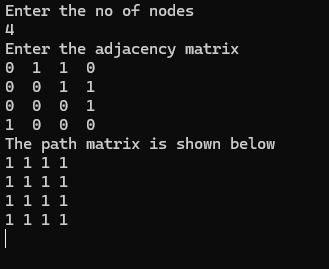 Enter the no of nodes
4
Enter the adjacency matrix
0  1  1  0
0  0  1  1
0  0  0  1
1  0  0  0
The path matrix is shown below
1 1 1 1
1 1 1 1
1 1 1 1
1 1 1 1